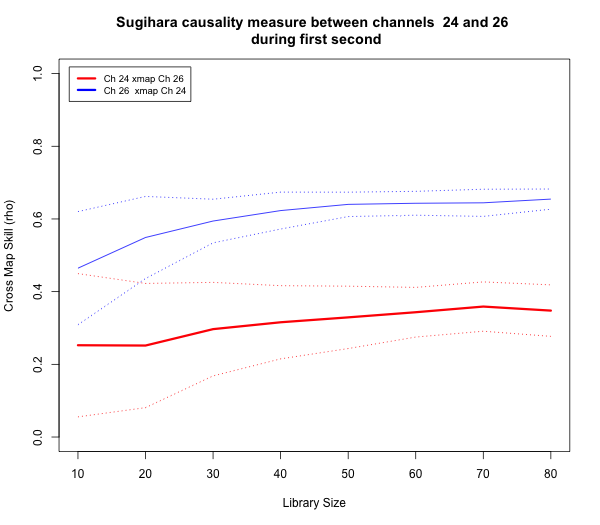 Sugihara causality measure between channels  24 and 26
during first second
Ch 24 xmap Ch 26
Ch 26  xmap Ch 24
Cross Map Skill (rho)
1.0
0.8
0.6
0.4
0.2
0.0
10 20 30 40 50 60 70 80
Library Size